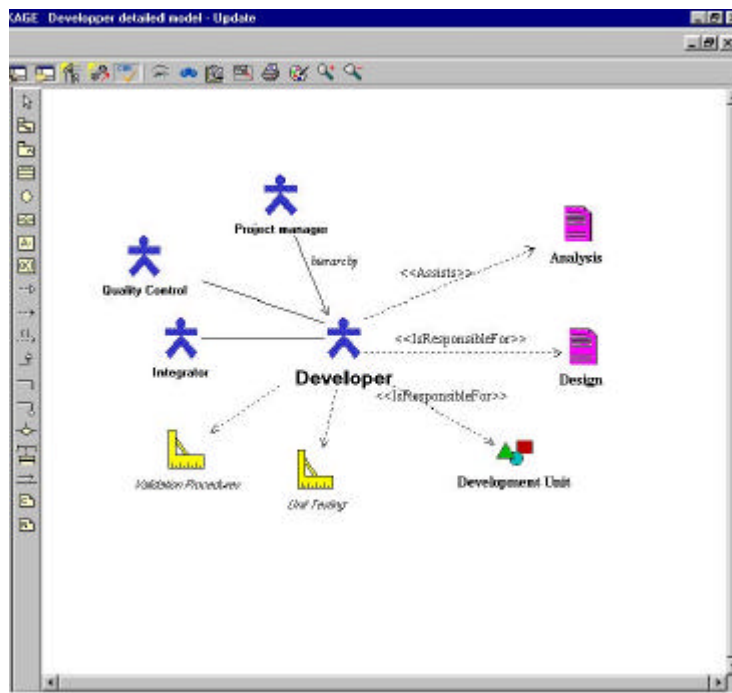 KAGE Developper detailed model - Update
Project manager
hierarchy
Analysis
<<Assists>>
Quality Control
<<IsResponsibleFor>>
Integrator
Developer
Design
<<IsResponsibleFor>>
Validation Procedures
Unit Testing
Development Unit